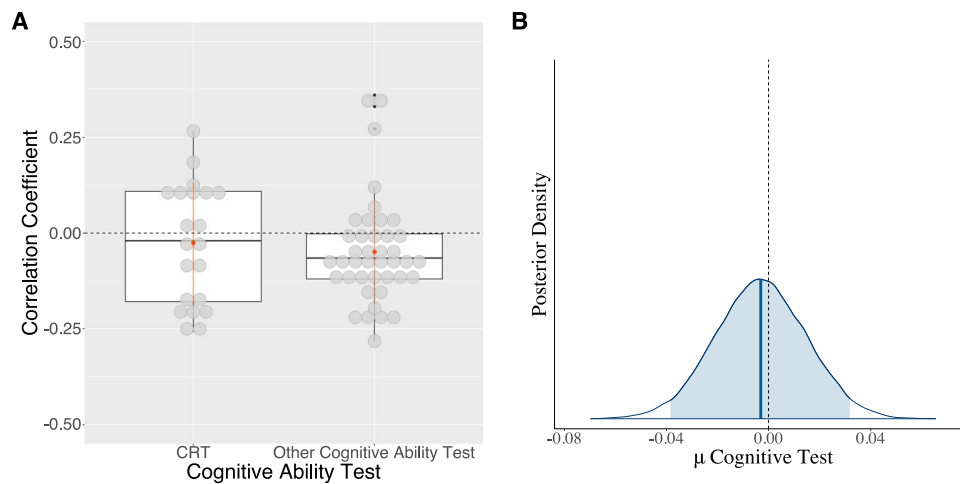 A
0.50
0.25
0.00
-0.25
-0.50
Correlation Coefficient
CRT
Other Cognitive Ability Test
Cognitive Ability Test
B
Posterior Density
-0.08
-0.04
0.00
0.04
μ Cognitive Test